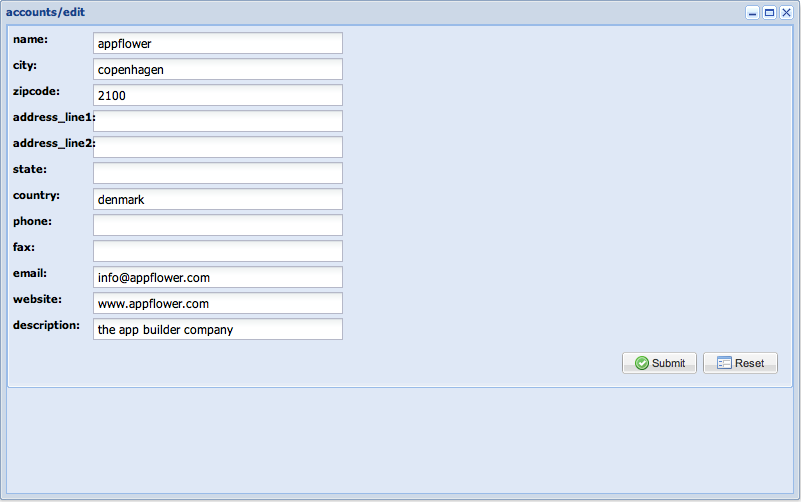 accounts/edit
name: appflower
city: copenhagen
zipcode: 2100
address_line1:
address_line2:
state:
country: denmark
phone:
fax:
email: info@appflower.com
website: www.appflower.com
description: the app builder company
Submit Reset